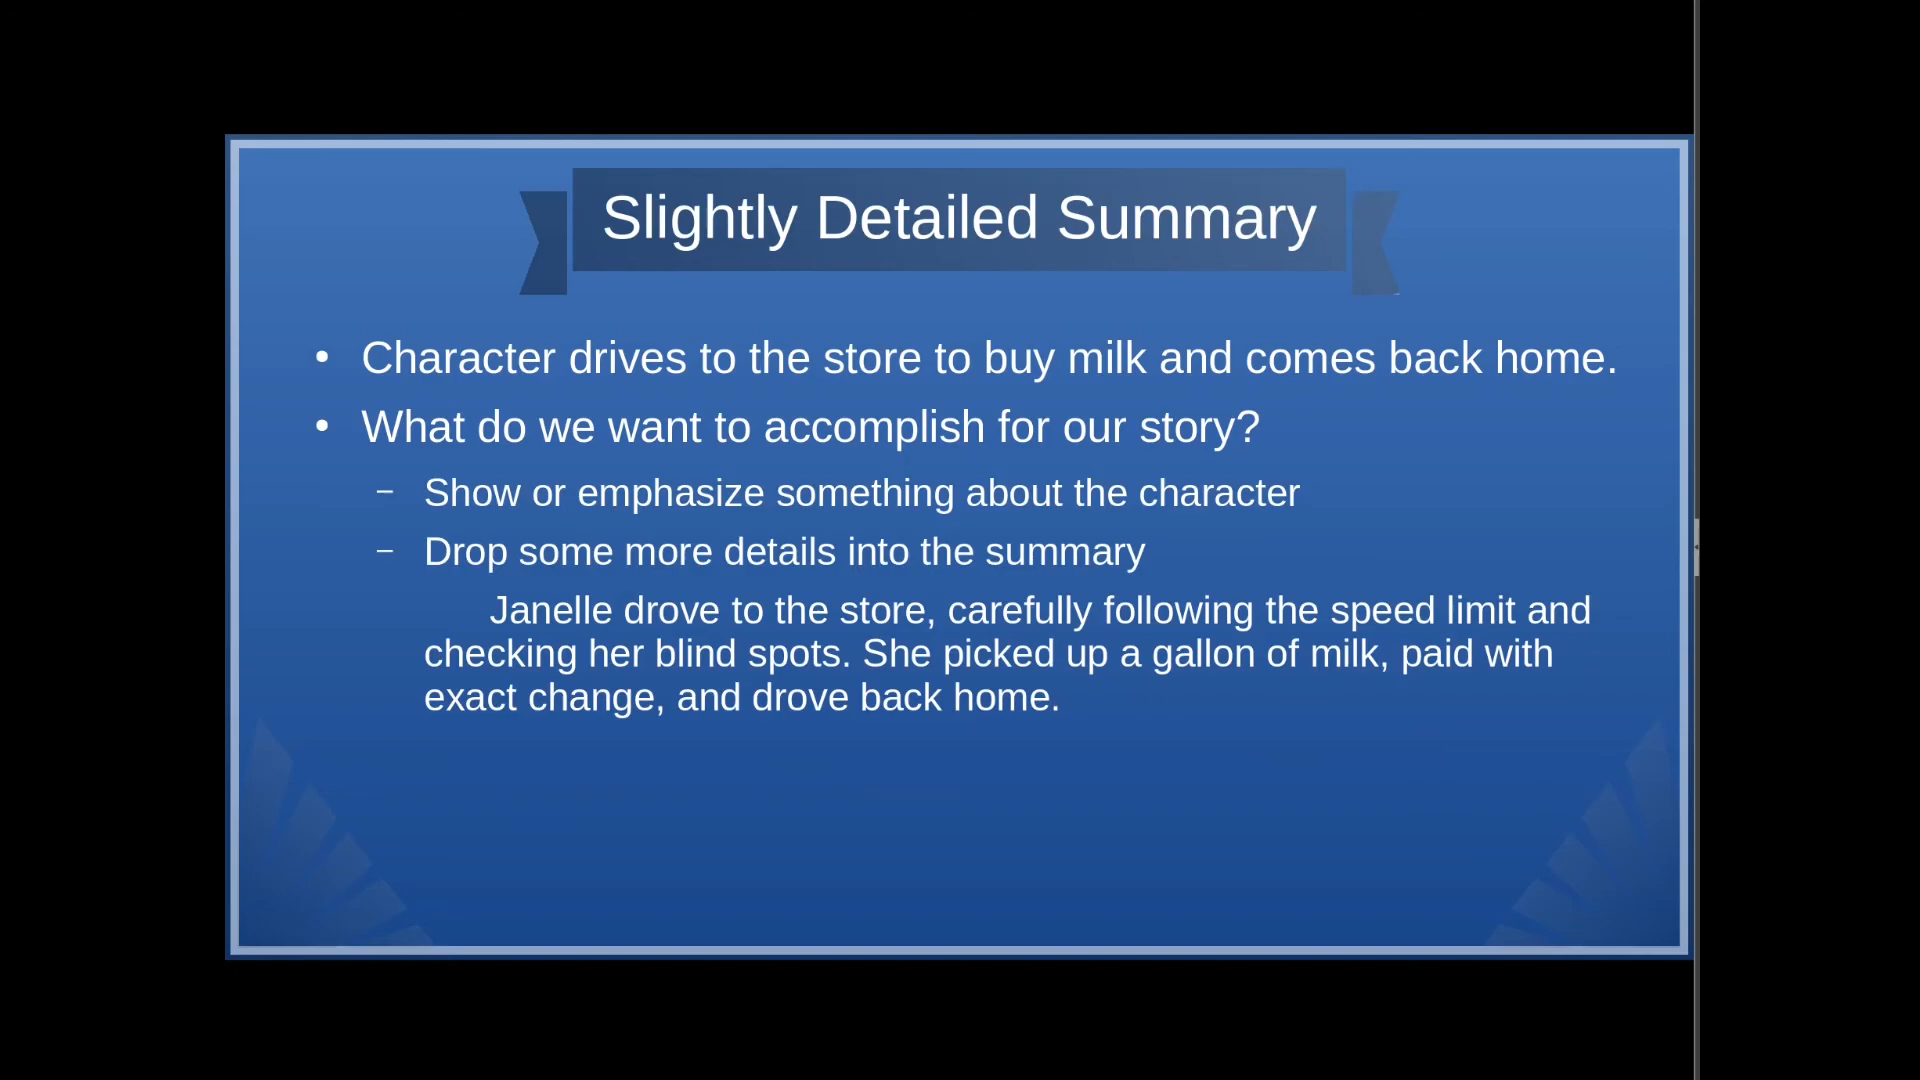 Slightly Detailed Summary
• Character drives to the store to buy milk and comes back home.
• What do we want to accomplish for our story?
– Show or emphasize something about the character
– Drop some more details into the summary
Janelle drove to the store, carefully following the speed limit and
checking her blind spots. She picked up a gallon of milk, paid with
exact change, and drove back home.